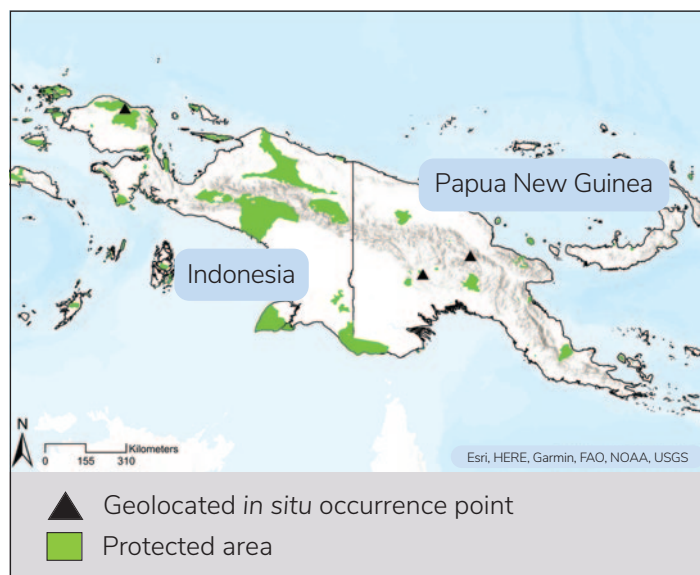 Papua New Guinea
Indonesia
N
Kilometers
0 155 310
Esri, HERE, Garmin, FAO, NOAA, USGS
Geolocated in situ occurrence point
Protected area